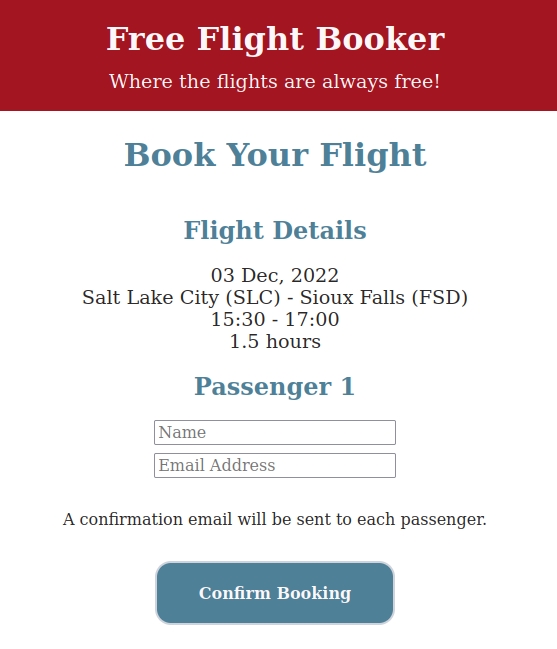 Free Flight Booker
Where the flights are always free!
Book Your Flight
Flight Details
03 Dec, 2022
Salt Lake City (SLC) - Sioux Falls (FSD)
15:30 - 17:00
1.5 hours
Passenger 1
Name
Email Address
A confirmation email will be sent to each passenger.
Confirm Booking